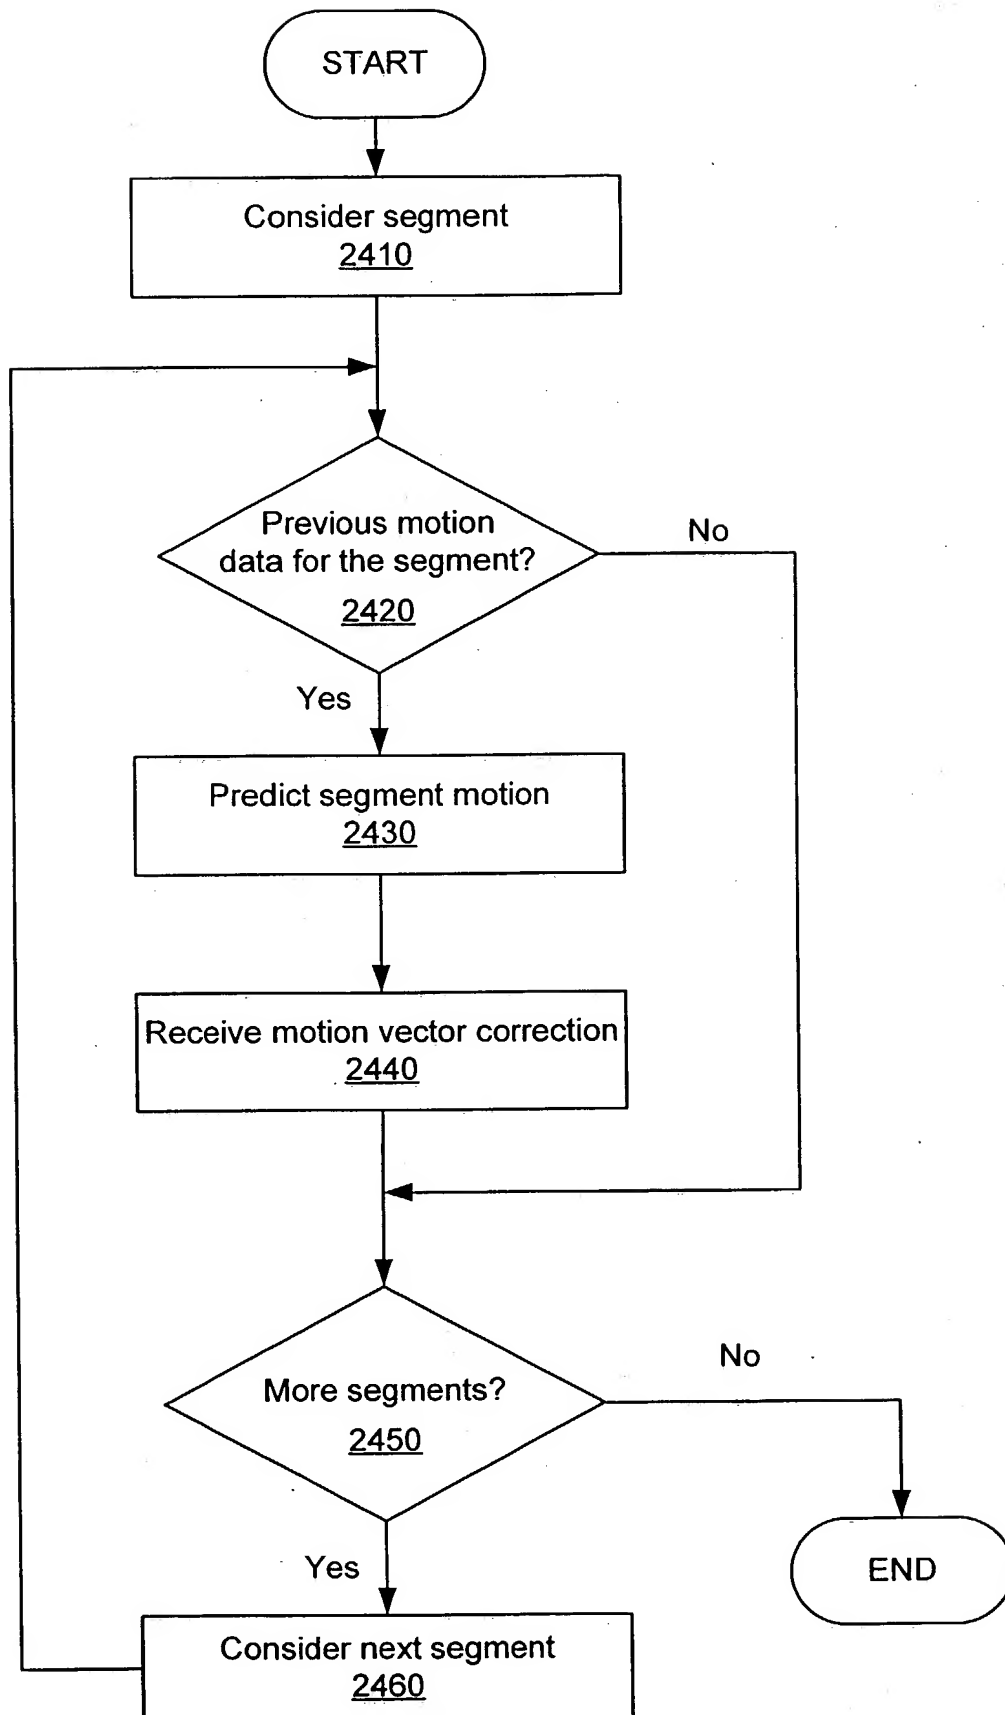 START
Consider segment
2410
Previous motion
data for the segment?
2420
No
Yes
Predict segment motion
2430
Receive motion vector correction
2440
More segments?
2450
No
Yes
END
Consider next segment
2460